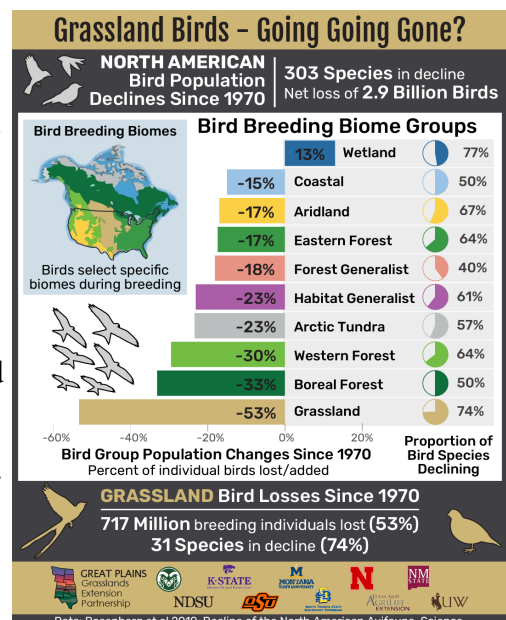 Grassland Birds - Going Going Gone?
NORTH AMERICAN
Bird Population
Declines Since 1970
303 Species in decline
Net loss of 2.9 Billion Birds
Bird Breeding Biomes
Birds select specific
biomes during breeding
Bird Breeding Biome Groups
13% Wetland 77%
-15% Coastal 50%
-17% Aridland 67%
-17% Eastern Forest 64%
-18% Forest Generalist 40%
-23% Habitat Generalist 61%
-23% Arctic Tundra 57%
-30% Western Forest 64%
-33% Boreal Forest 50%
-53% Grassland 74%
-60% -40% -20% 0% 20%
Bird Group Population Changes Since 1970
Percent of individual birds lost/added
Proportion of
Bird Species
Declining
GRASSLAND Bird Losses Since 1970
717 Million breeding individuals lost (53%)
31 Species in decline (74%)
GREAT PLAINS
Grasslands
Extension
Partnership
K-STATE
M
MONTANA
STATE UNIVERSITY
N
NM
STATE
NDSU
OSU
TEXAS A&M
AGRILIFE
EXTENSION
UW